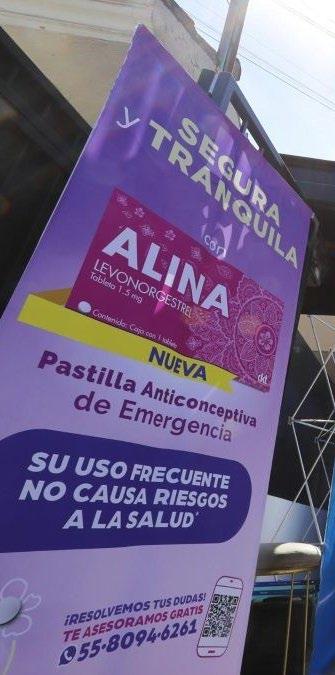 SEGURA
y TRANQUILA
con
ALINA
LEVONORGESTREL
Tableta 1.5 mg
Contenido: Caja con 1 tableta
dkt
NUEVA
Pastilla Anticonceptiva
de Emergencia
SU USO FRECUENTE
NO CAUSA RIESGOS
A LA SALUD*
¡RESOLVEMOS TUS DUDAS!
TE ASESORAMOS GRATIS
55-8094-6261